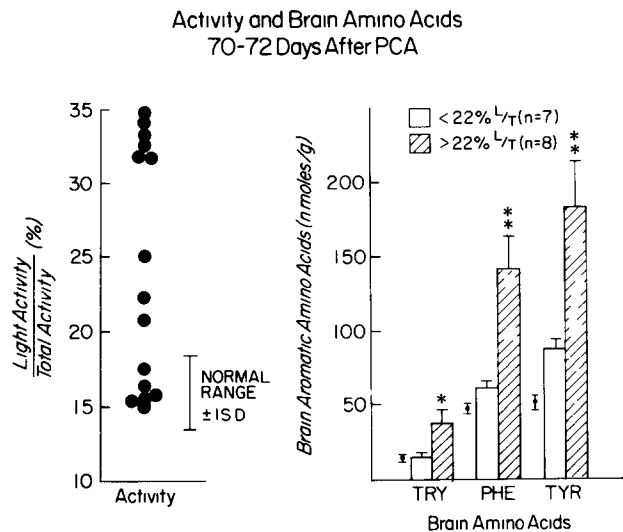 Activity and Brain Amino Acids
70-72 Days After PCA
35
30
25
20
15
10
Light Activity
Total Activity
(%)
NORMAL
RANGE
± 1SD
Activity
< 22% L/T (n=7)
> 22% L/T (n=8)
Brain Aromatic Amino Acids (nmoles/g)
200
150
100
50
*
**
**
TRY PHE TYR
Brain Amino Acids